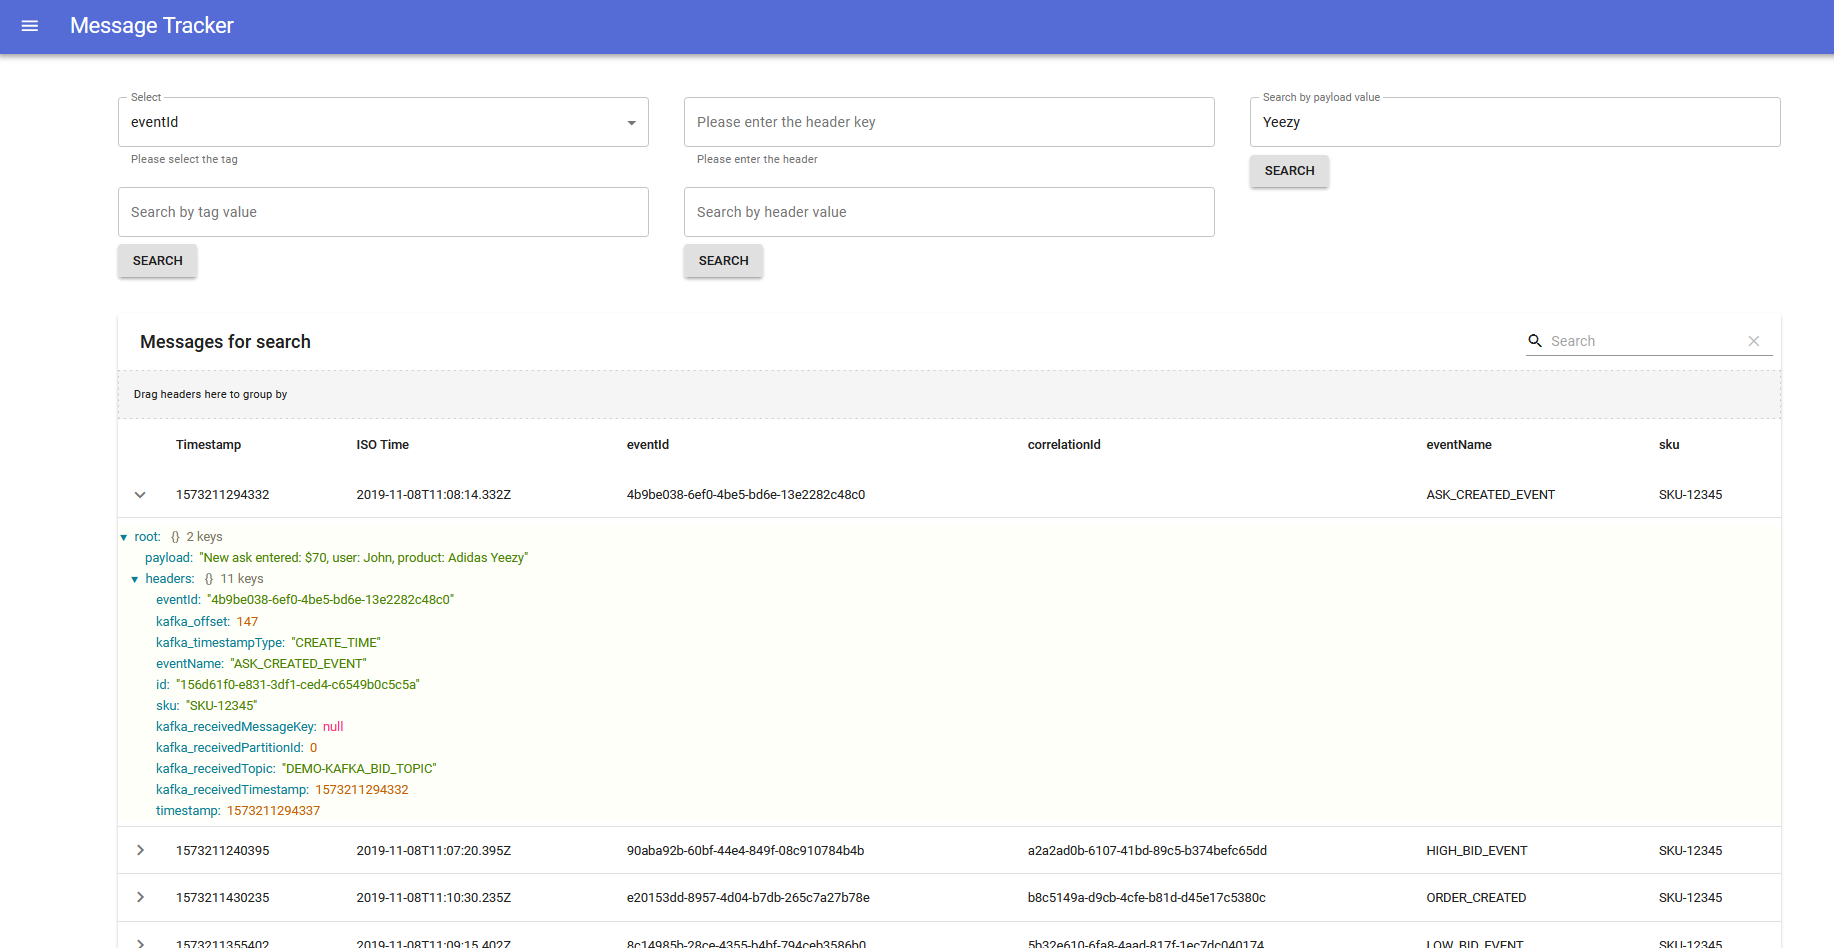 Message Tracker
Select
eventId
Please select the tag
Search by tag value
SEARCH
Please enter the header key
Please enter the header
Search by header value
SEARCH
Search by payload value
Yeezy
SEARCH
Messages for search
Search
Drag headers here to group by
Timestamp ISO Time eventId correlationId eventName sku
1573211294332 2019-11-08T11:08:14.332Z 4b9be038-6ef0-4be5-bd6e-13e2282c48c0 ASK_CREATED_EVENT SKU-12345
root: {} 2 keys
payload: "New ask entered: $70, user: John, product: Adidas Yeezy"
headers: {} 11 keys
eventId: "4b9be038-6ef0-4be5-bd6e-13e2282c48c0"
kafka_offset: 147
kafka_timestampType: "CREATE_TIME"
eventName: "ASK_CREATED_EVENT"
id: "156d61f0-e831-3df1-ced4-c6549b0c5c5a"
sku: "SKU-12345"
kafka_receivedMessageKey: null
kafka_receivedPartitionId: 0
kafka_receivedTopic: "DEMO-KAFKA_BID_TOPIC"
kafka_receivedTimestamp: 1573211294332
timestamp: 1573211294337
1573211240395 2019-11-08T11:07:20.395Z 90aba92b-60bf-44e4-849f-08c910784b4b a2a2ad0b-6107-41bd-89c5-b374befc65dd HIGH_BID_EVENT SKU-12345
1573211430235 2019-11-08T11:10:30.235Z e20153dd-8957-4d04-b7db-265c7a27b78e b8c5149a-d9cb-4cfe-b81d-d45e17c5380c ORDER_CREATED SKU-12345
1573211355402 2019-11-08T11:09:15.402Z 8c14985b-28ce-4355-b4bf-794ceb3586b0 5b32e610-6fa8-4aad-817f-1ec7dc040174 LOW_BID_EVENT SKU-12345